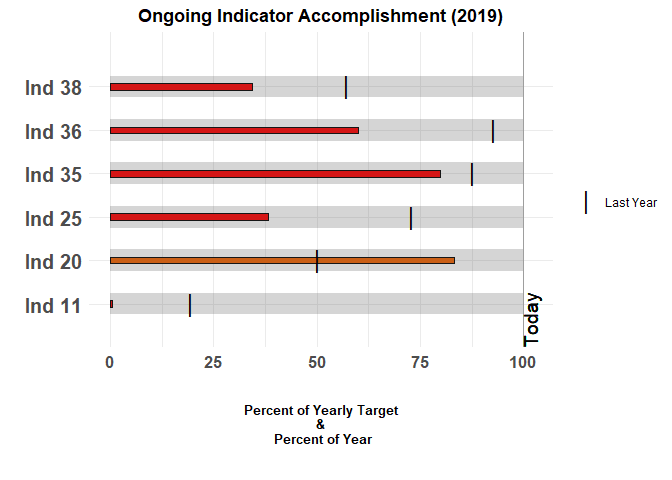 Ongoing Indicator Accomplishment (2019)
Ind 38
Ind 36
Ind 35
Ind 25
Ind 20
Ind 11
Last Year
Today
0 25 50 75 100
Percent of Yearly Target
&
Percent of Year